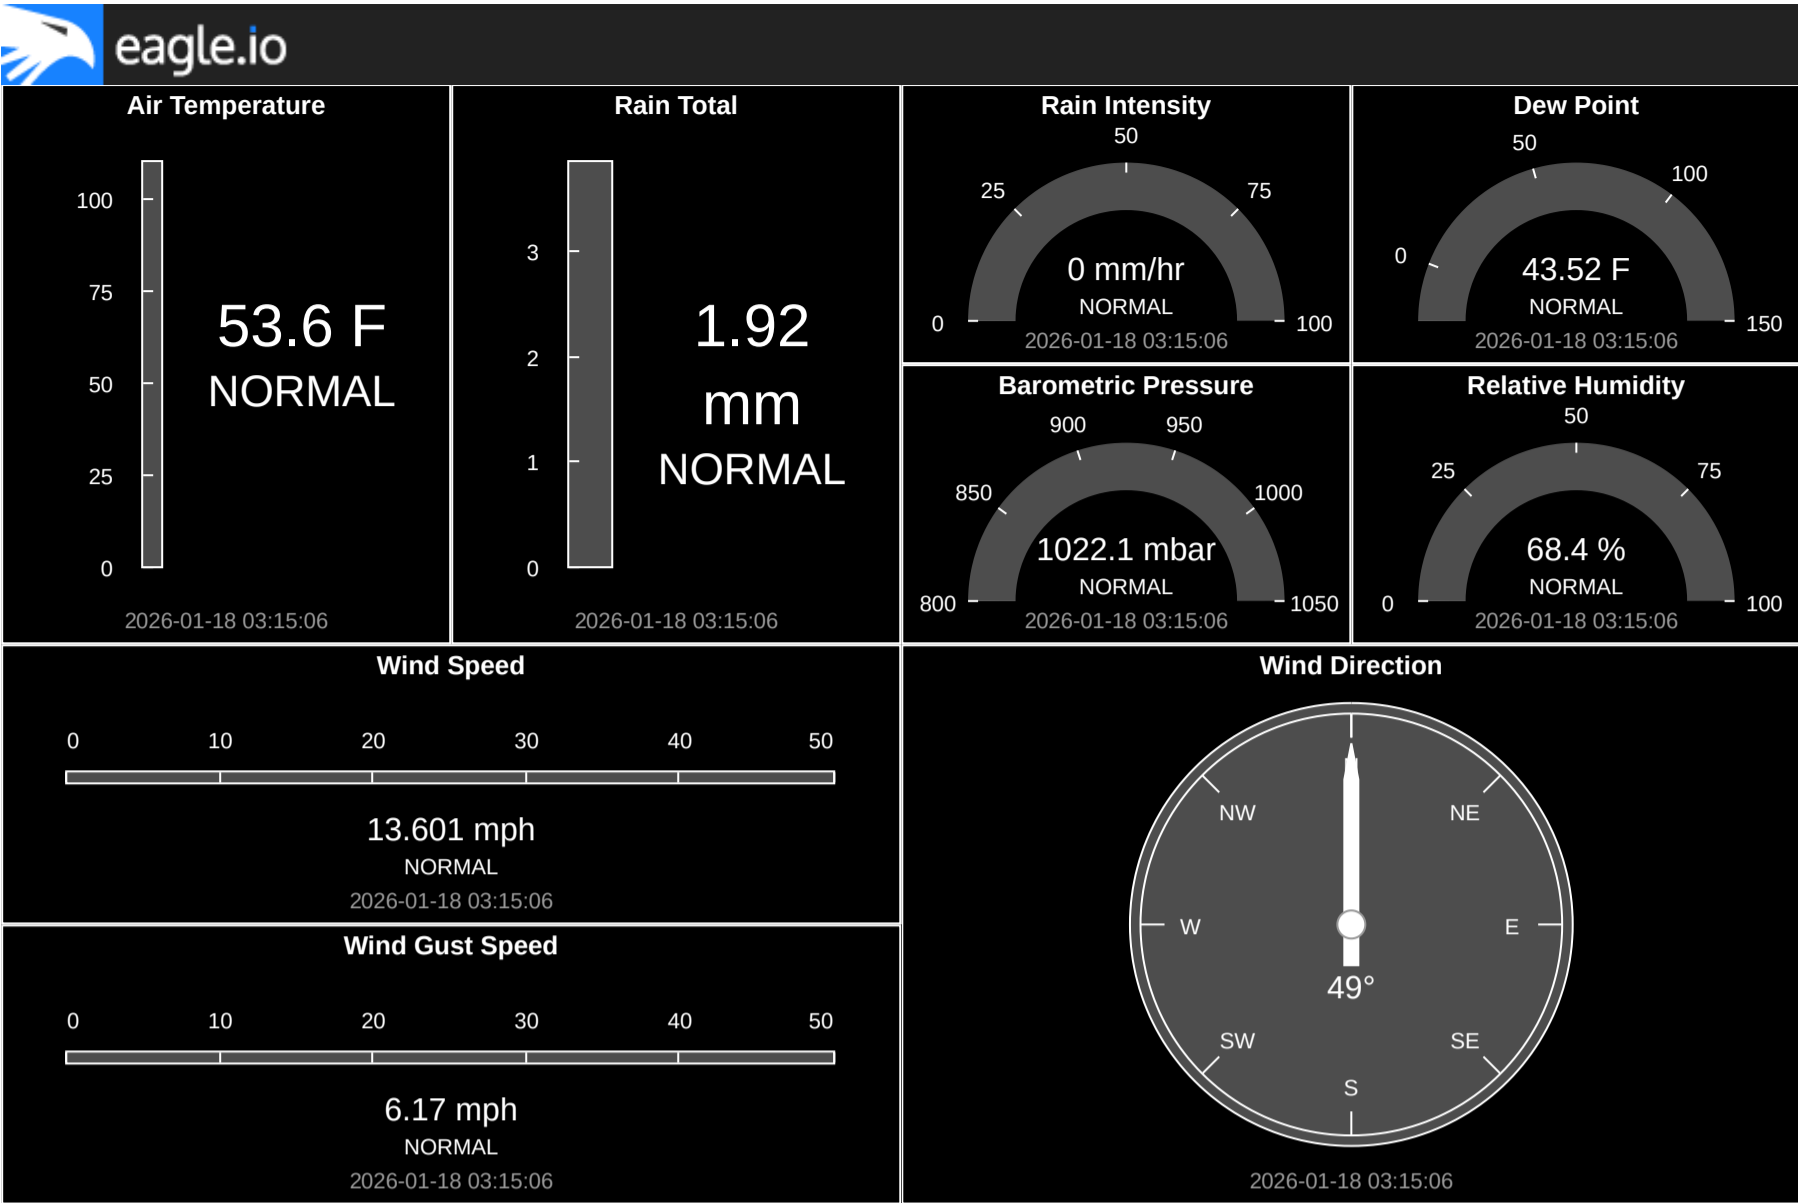 eagle.io
Air Temperature
100
75
50
25
0
53.6 F
NORMAL
2026-01-18 03:15:06
Rain Total
3
2
1
0
1.92
mm
NORMAL
2026-01-18 03:15:06
Rain Intensity
50
25
75
0
100
0 mm/hr
NORMAL
2026-01-18 03:15:06
Dew Point
50
100
0
150
43.52 F
NORMAL
2026-01-18 03:15:06
Barometric Pressure
900
950
850
1000
800
1050
1022.1 mbar
NORMAL
2026-01-18 03:15:06
Relative Humidity
50
25
75
0
100
68.4 %
NORMAL
2026-01-18 03:15:06
Wind Speed
0 10 20 30 40 50
13.601 mph
NORMAL
2026-01-18 03:15:06
Wind Gust Speed
0 10 20 30 40 50
6.17 mph
NORMAL
2026-01-18 03:15:06
Wind Direction
NW NE
W E
49°
SW SE
S
2026-01-18 03:15:06